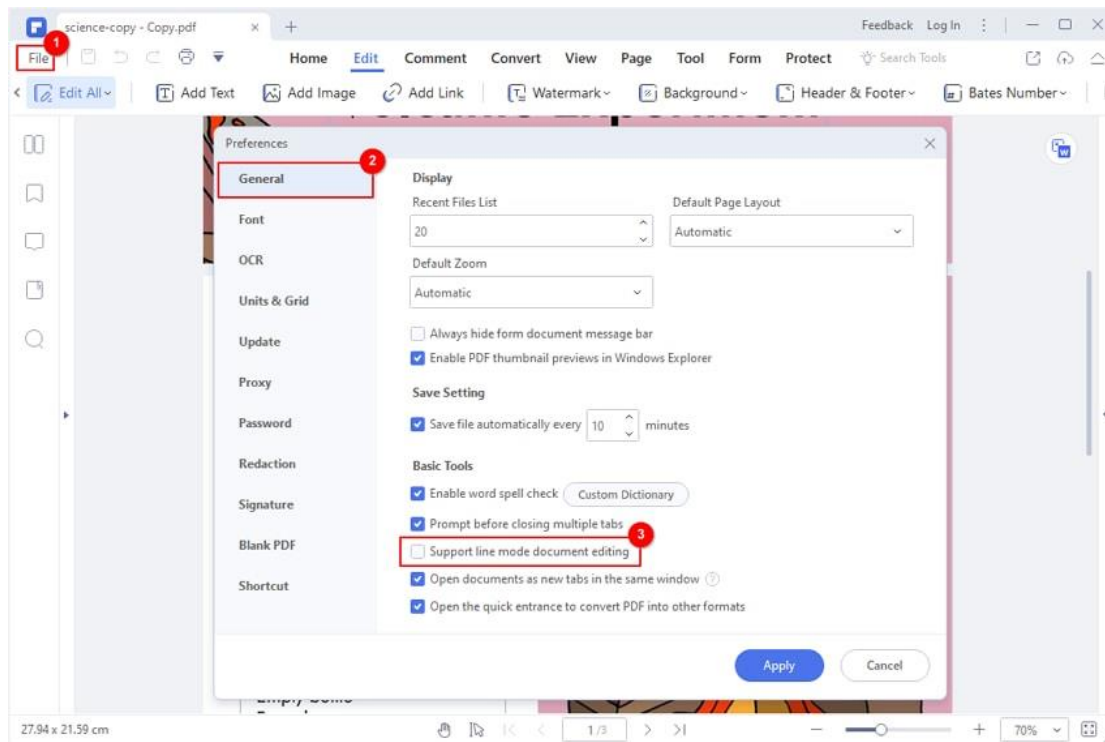 science-copy - Copy.pdf
Feedback Log In
1
File
Home Edit Comment Convert View Page Tool Form Protect Search Tools
Edit All Add Text Add Image Add Link Watermark Background Header & Footer Bates Number
Preferences
2
General
Font
OCR
Units & Grid
Update
Proxy
Password
Redaction
Signature
Blank PDF
Shortcut
Display
Recent Files List Default Page Layout
20 Automatic
Default Zoom
Automatic
Always hide form document message bar
Enable PDF thumbnail previews in Windows Explorer
Save Setting
Save file automatically every 10 minutes
Basic Tools
Enable word spell check Custom Dictionary
Prompt before closing multiple tabs
3
Support line mode document editing
Open documents as new tabs in the same window ?
Open the quick entrance to convert PDF into other formats
Apply Cancel
27.94 x 21.59 cm 1 /3 70%